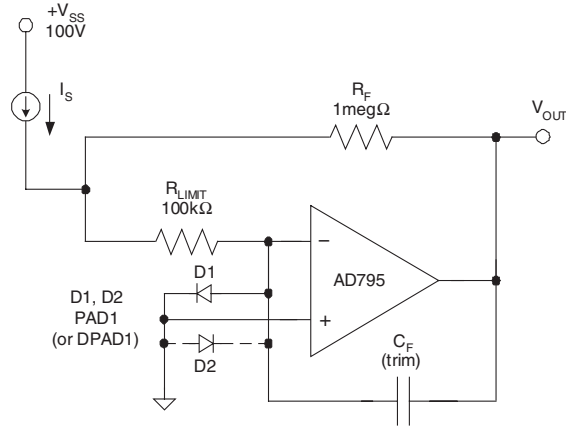 +VSS
100V
IS
RF
1megΩ
VOUT
RLIMIT
100kΩ
D1
−
AD795
+
D1, D2
PAD1
(or DPAD1)
D2
CF
(trim)